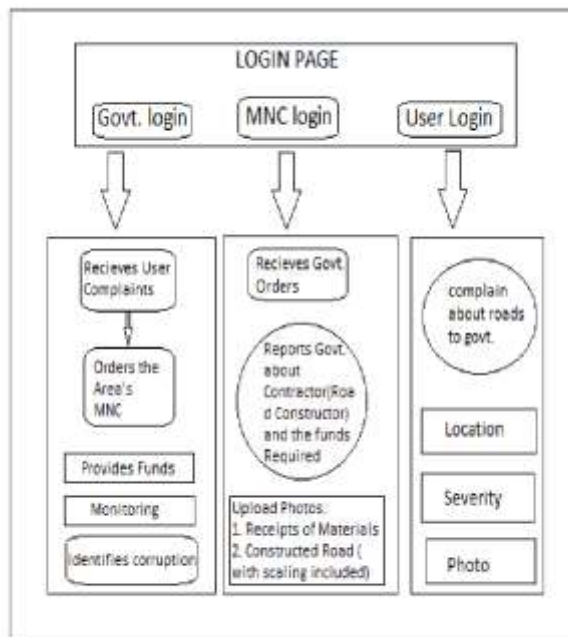 LOGIN PAGE
Govt. login
MNC login
User Login
Recieves User
Complaints
Orders the
Area's
MNC
Provides Funds
Monitoring
Identifies corruption
Recieves Govt.
Orders
Reports Govt.
about
Contractor(Roa
d Constructor)
and the funds
Required
Upload Photos.
1. Receipts of Materials
2. Constructed Road (
with scaling included)
complain
about roads
to govt.
Location
Severity
Photo